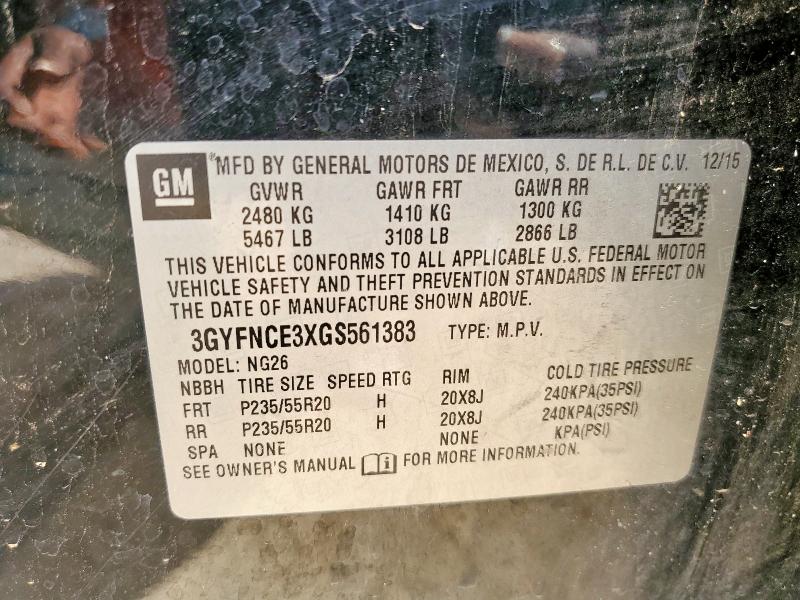 GM
MFD BY GENERAL MOTORS DE MEXICO, S. DE R.L. DE C.V. 12/15
GVWR GAWR FRT GAWR RR
2480 KG 1410 KG 1300 KG
5467 LB 3108 LB 2866 LB
THIS VEHICLE CONFORMS TO ALL APPLICABLE U.S. FEDERAL MOTOR
VEHICLE SAFETY AND THEFT PREVENTION STANDARDS IN EFFECT ON
THE DATE OF MANUFACTURE SHOWN ABOVE.
3GYFNCE3XGS561383 TYPE: M.P.V.
MODEL: NG26
NBBH TIRE SIZE SPEED RTG RIM COLD TIRE PRESSURE
FRT P235/55R20 H 20X8J 240KPA(35PSI)
RR P235/55R20 H 20X8J 240KPA(35PSI)
SPA NONE NONE KPA(PSI)
SEE OWNER'S MANUAL FOR MORE INFORMATION.